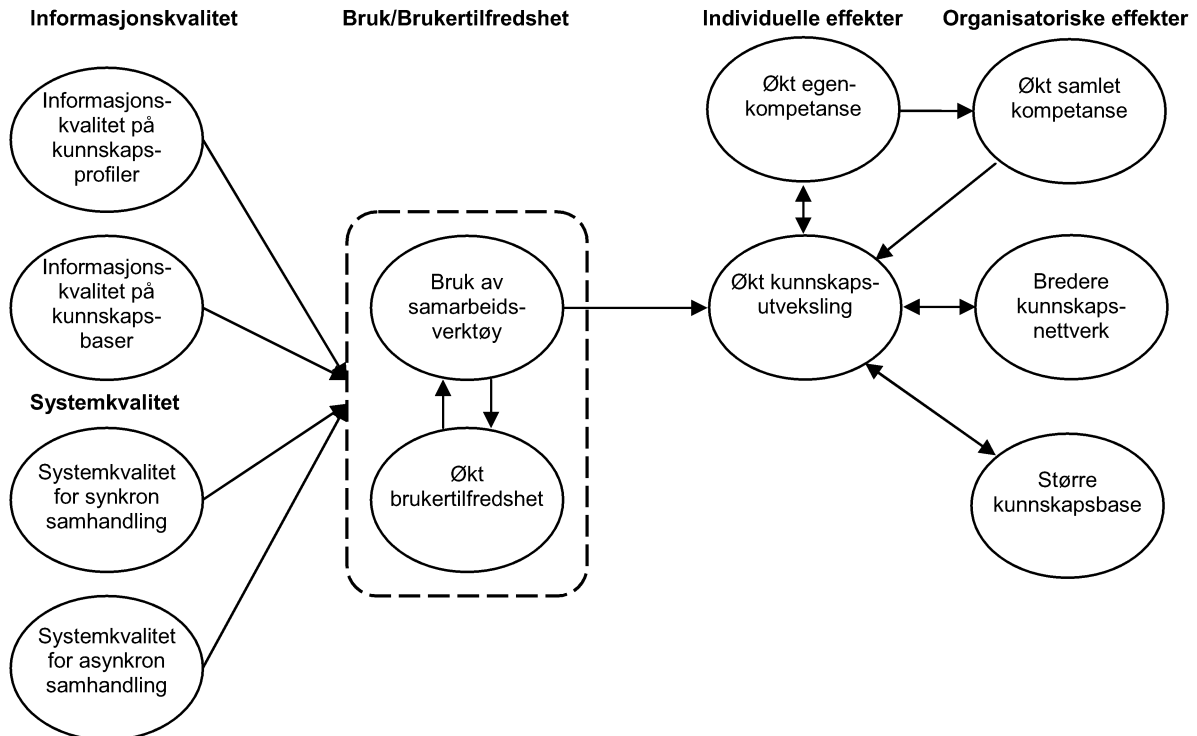 Informasjonskvalitet
Bruk/Brukertilfredshet
Individuelle effekter
Organisatoriske effekter
Informasjons-
kvalitet på
kunnskaps-
profiler
Informasjons-
kvalitet på
kunnskaps-
baser
Systemkvalitet
Systemkvalitet
for synkron
samhandling
Systemkvalitet
for asynkron
samhandling
Bruk av
samarbeids-
verktøy
Økt
brukertilfredshet
Økt egen-
kompetanse
Økt kunnskaps-
utveksling
Økt samlet
kompetanse
Bredere
kunnskaps-
nettverk
Større
kunnskapsbase